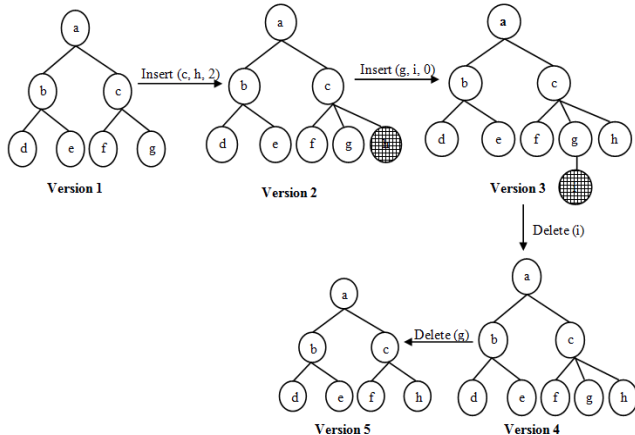 a
a
a
Insert (c, h, 2)
Insert (g, i, 0)
b
c
b
c
b
c
d
e
f
g
d
e
f
g
h
d
e
f
g
h
Version 1
Version 2
Version 3
i
Delete (i)
a
a
Delete (g)
b
c
b
c
d
e
f
h
d
e
f
g
h
Version 5
Version 4